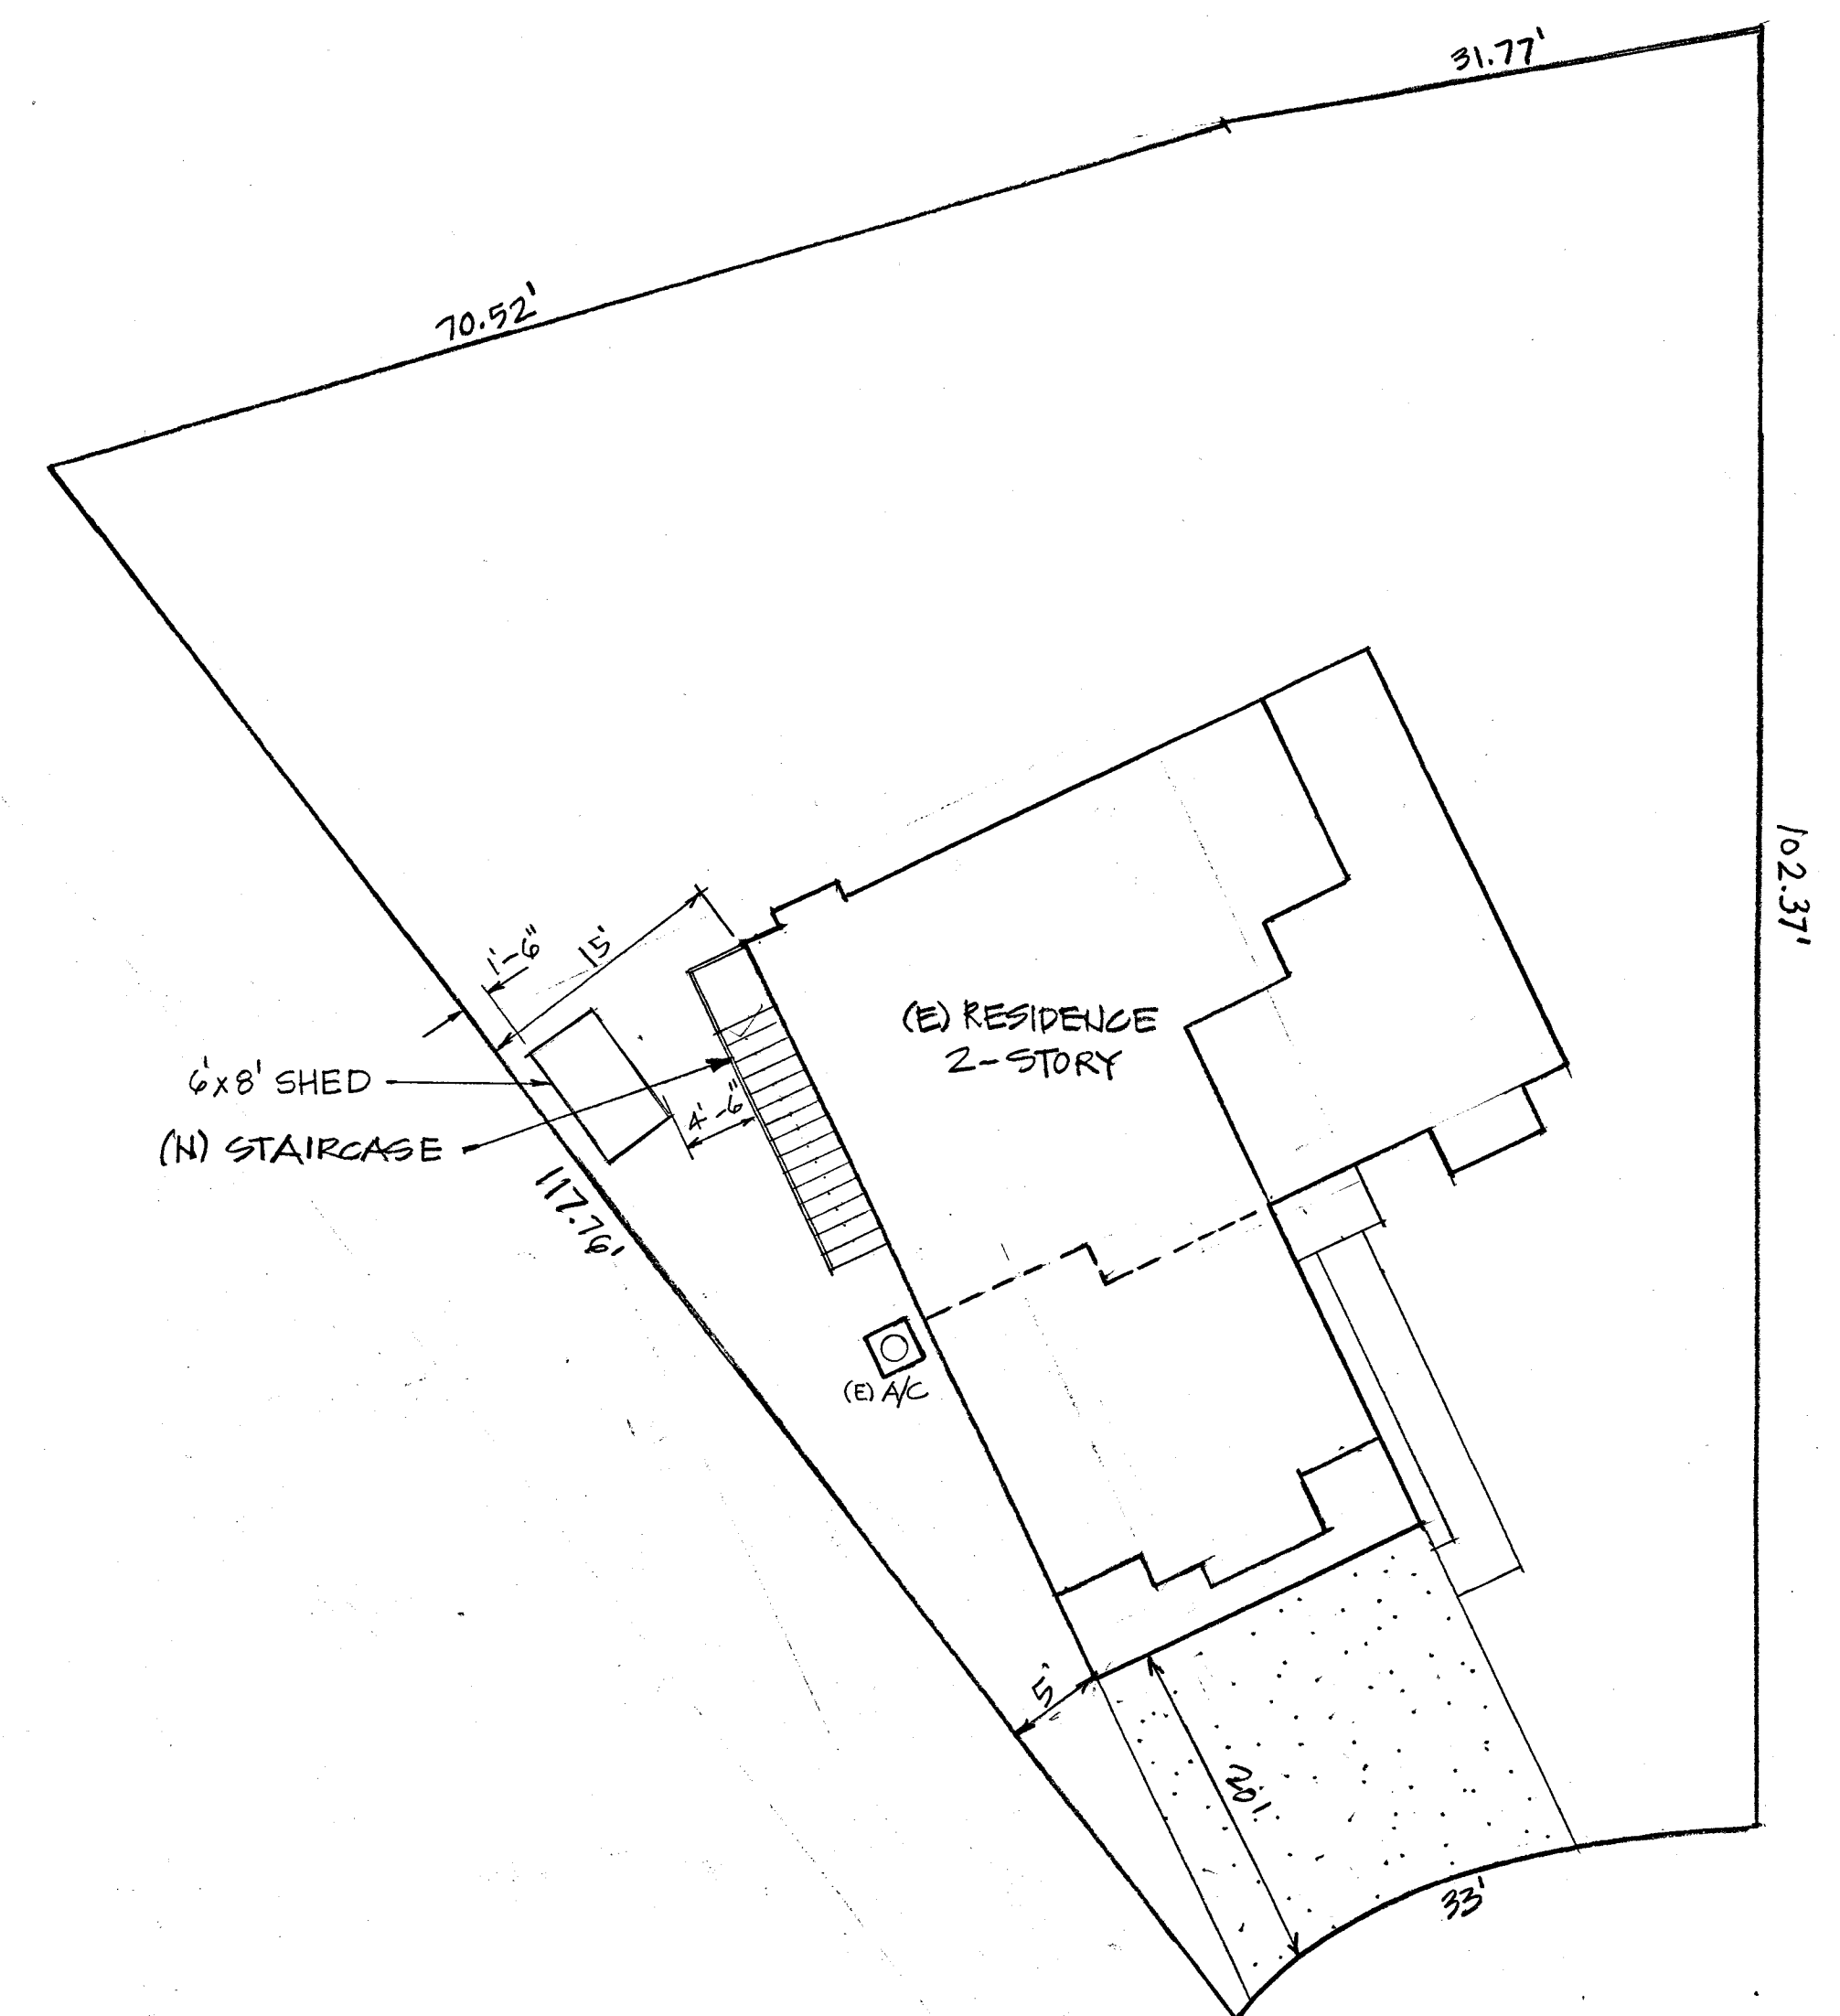 31.77'
70.52'
102.37'
1'-6"
15'
(E) RESIDENCE
2-STORY
6'x8' SHED
4'-6"
(N) STAIRCASE
117.76'
(E) A/C
5'
20'
33'